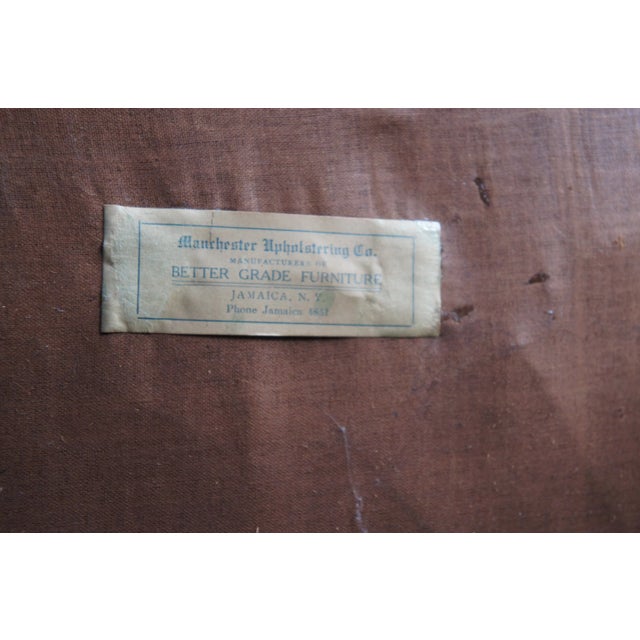 Manchester Upholstering Co.
MANUFACTURERS OF
BETTER GRADE FURNITURE
JAMAICA, N. Y.
Phone Jamaica